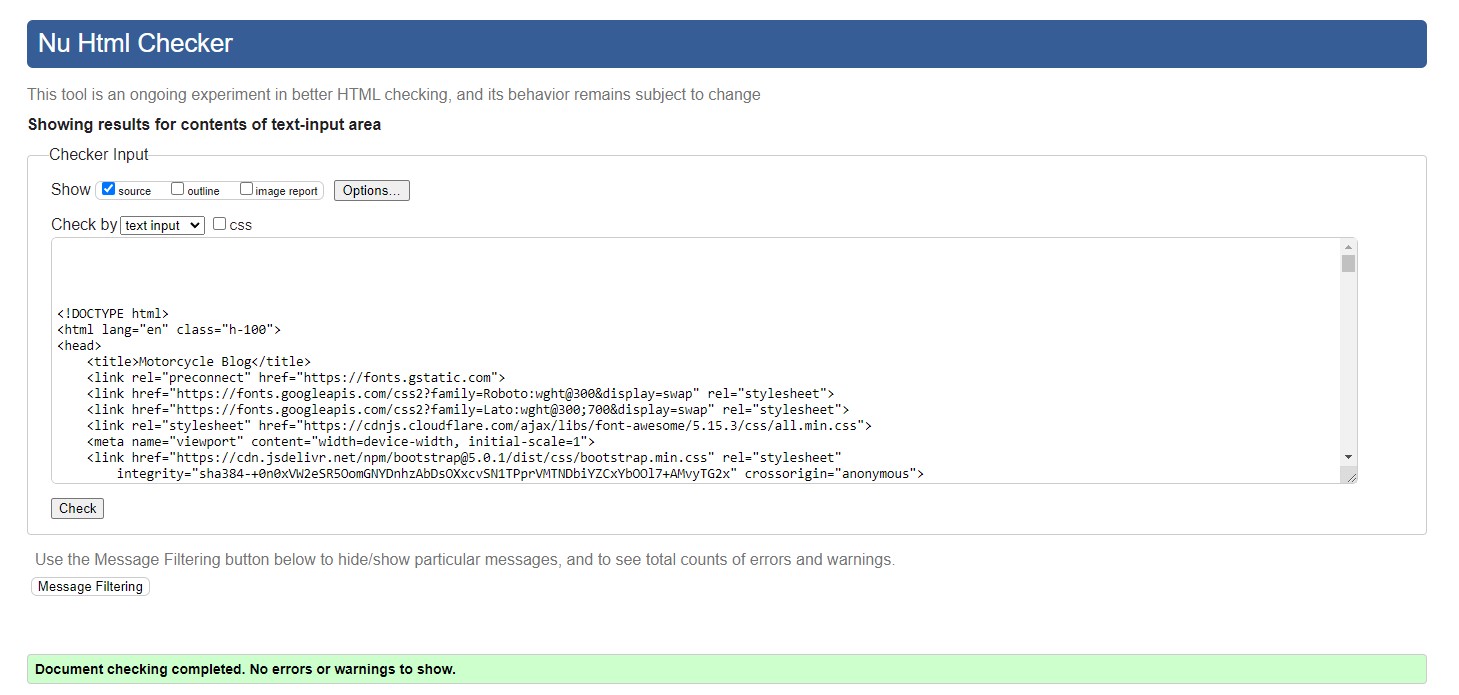 Nu Html Checker
This tool is an ongoing experiment in better HTML checking, and its behavior remains subject to change
Showing results for contents of text-input area
Checker Input
Show source outline image report Options...
Check by text input css
<!DOCTYPE html>
<html lang="en" class="h-100">
<head>
    <title>Motorcycle Blog</title>
    <link rel="preconnect" href="https://fonts.gstatic.com">
    <link href="https://fonts.googleapis.com/css2?family=Roboto:wght@300&display=swap" rel="stylesheet">
    <link href="https://fonts.googleapis.com/css2?family=Lato:wght@300;700&display=swap" rel="stylesheet">
    <link rel="stylesheet" href="https://cdnjs.cloudflare.com/ajax/libs/font-awesome/5.15.3/css/all.min.css">
    <meta name="viewport" content="width=device-width, initial-scale=1">
    <link href="https://cdn.jsdelivr.net/npm/bootstrap@5.0.1/dist/css/bootstrap.min.css" rel="stylesheet"
        integrity="sha384-+0n0xVW2eSR5OomGNYDnhzAbDsOXxcvSN1TPprVMTNDbiYZCxYbOOl7+AMvyTG2x" crossorigin="anonymous">
Check
Use the Message Filtering button below to hide/show particular messages, and to see total counts of errors and warnings.
Message Filtering
Document checking completed. No errors or warnings to show.